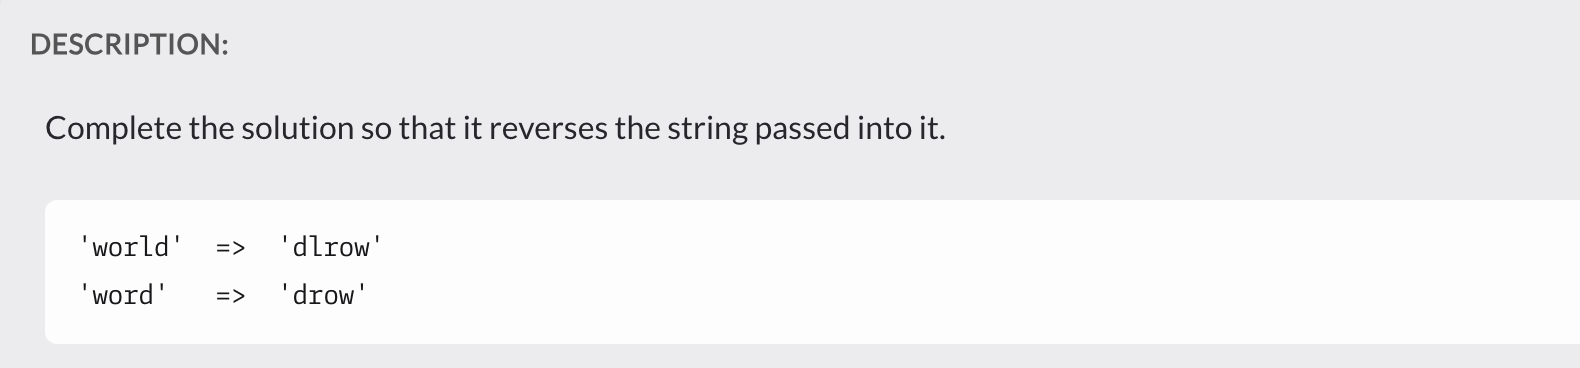 DESCRIPTION:
Complete the solution so that it reverses the string passed into it.
'world'  =>  'dlrow'
'word'   =>  'drow'